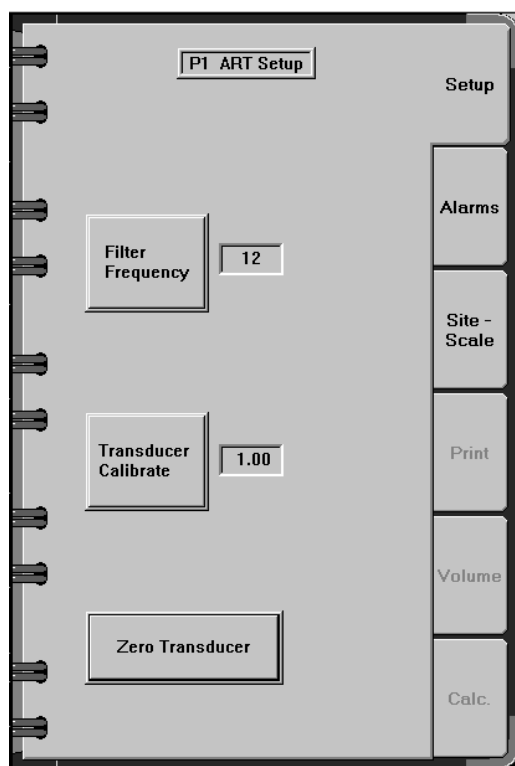 P1 ART Setup
Setup
Alarms
Filter
Frequency
12
Site -
Scale
Transducer
Calibrate
1.00
Print
Volume
Zero Transducer
Calc.